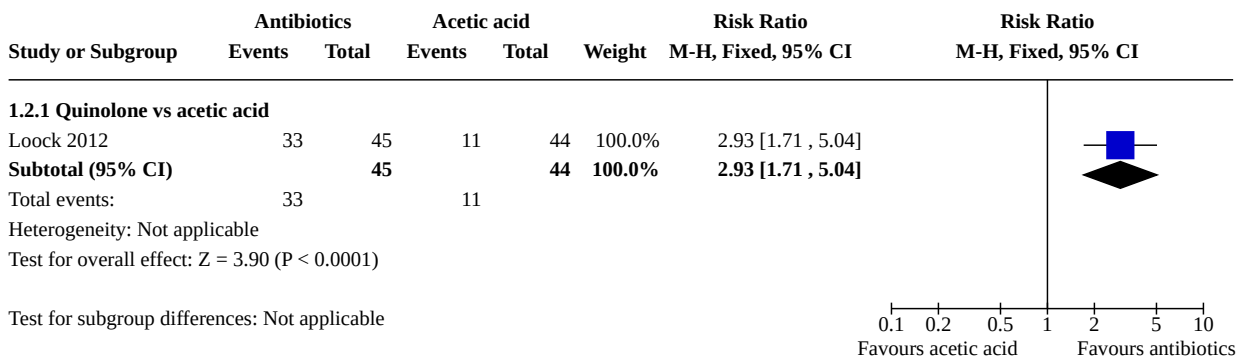 Antibiotics Acetic acid Risk Ratio Risk Ratio
Study or Subgroup Events Total Events Total Weight M-H, Fixed, 95% CI M-H, Fixed, 95% CI
1.2.1 Quinolone vs acetic acid
Loock 2012 33 45 11 44 100.0% 2.93 [1.71 , 5.04]
Subtotal (95% CI) 45 44 100.0% 2.93 [1.71 , 5.04]
Total events: 33 11
Heterogeneity: Not applicable
Test for overall effect: Z = 3.90 (P < 0.0001)
Test for subgroup differences: Not applicable
0.1 0.2 0.5 1 2 5 10
Favours acetic acid Favours antibiotics